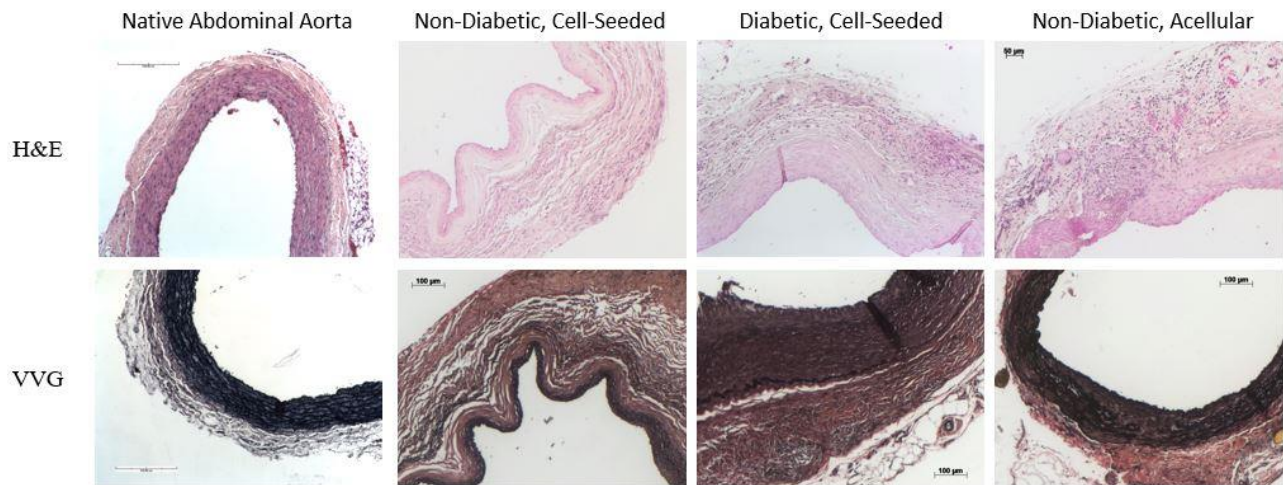 Native Abdominal Aorta
Non-Diabetic, Cell-Seeded
Diabetic, Cell-Seeded
Non-Diabetic, Acellular
H&E
50 μm
VVG
100 μm
100 μm
100 μm